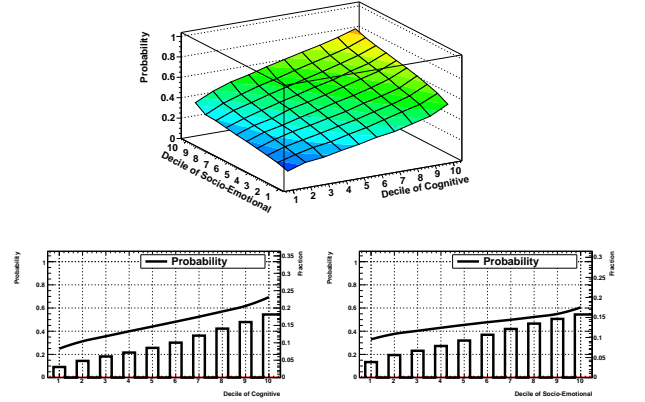 Probability
1
0.8
0.6
0.4
0.2
0
10 9 8 7 6 5 4 3 2 1
Decile of Socio-Emotional
1 2 3 4 5 6 7 8 9 10
Decile of Cognitive
Probability
1
0.8
0.6
0.4
0.2
0
Probability
0.35
0.3
0.25
0.2
0.15
0.1
0.05
0
Fraction
1 2 3 4 5 6 7 8 9 10
Decile of Cognitive
Probability
1
0.8
0.6
0.4
0.2
0
Probability
0.3
0.25
0.2
0.15
0.1
0.05
0
Fraction
1 2 3 4 5 6 7 8 9 10
Decile of Socio-Emotional